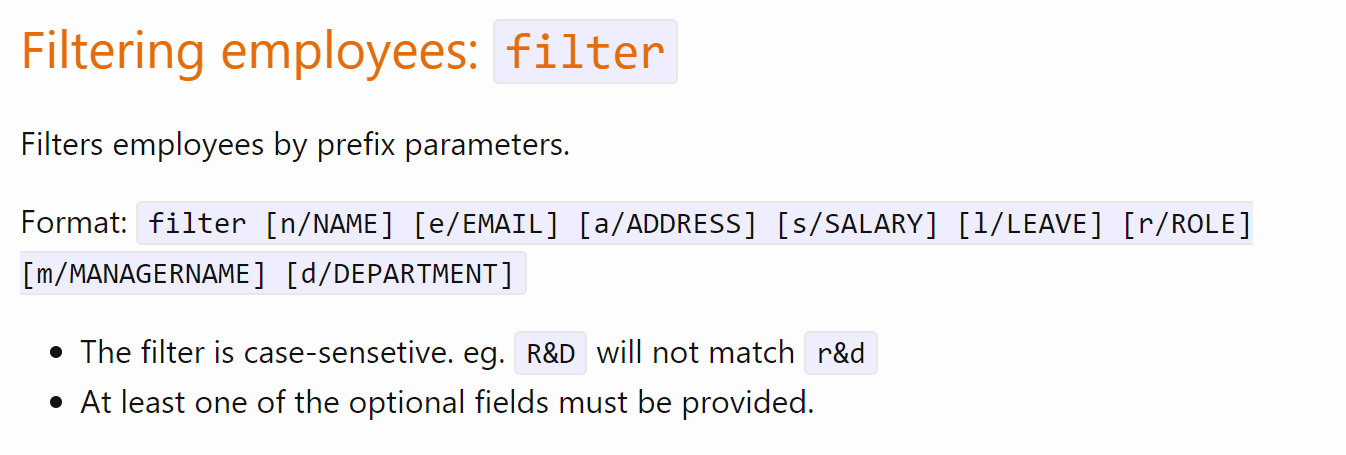 Filtering employees: filter
Filters employees by prefix parameters.
Format: filter [n/NAME] [e/EMAIL] [a/ADDRESS] [s/SALARY] [l/LEAVE] [r/ROLE]
[m/MANAGERNAME] [d/DEPARTMENT]
• The filter is case-sensetive. eg. R&D will not match r&d
• At least one of the optional fields must be provided.